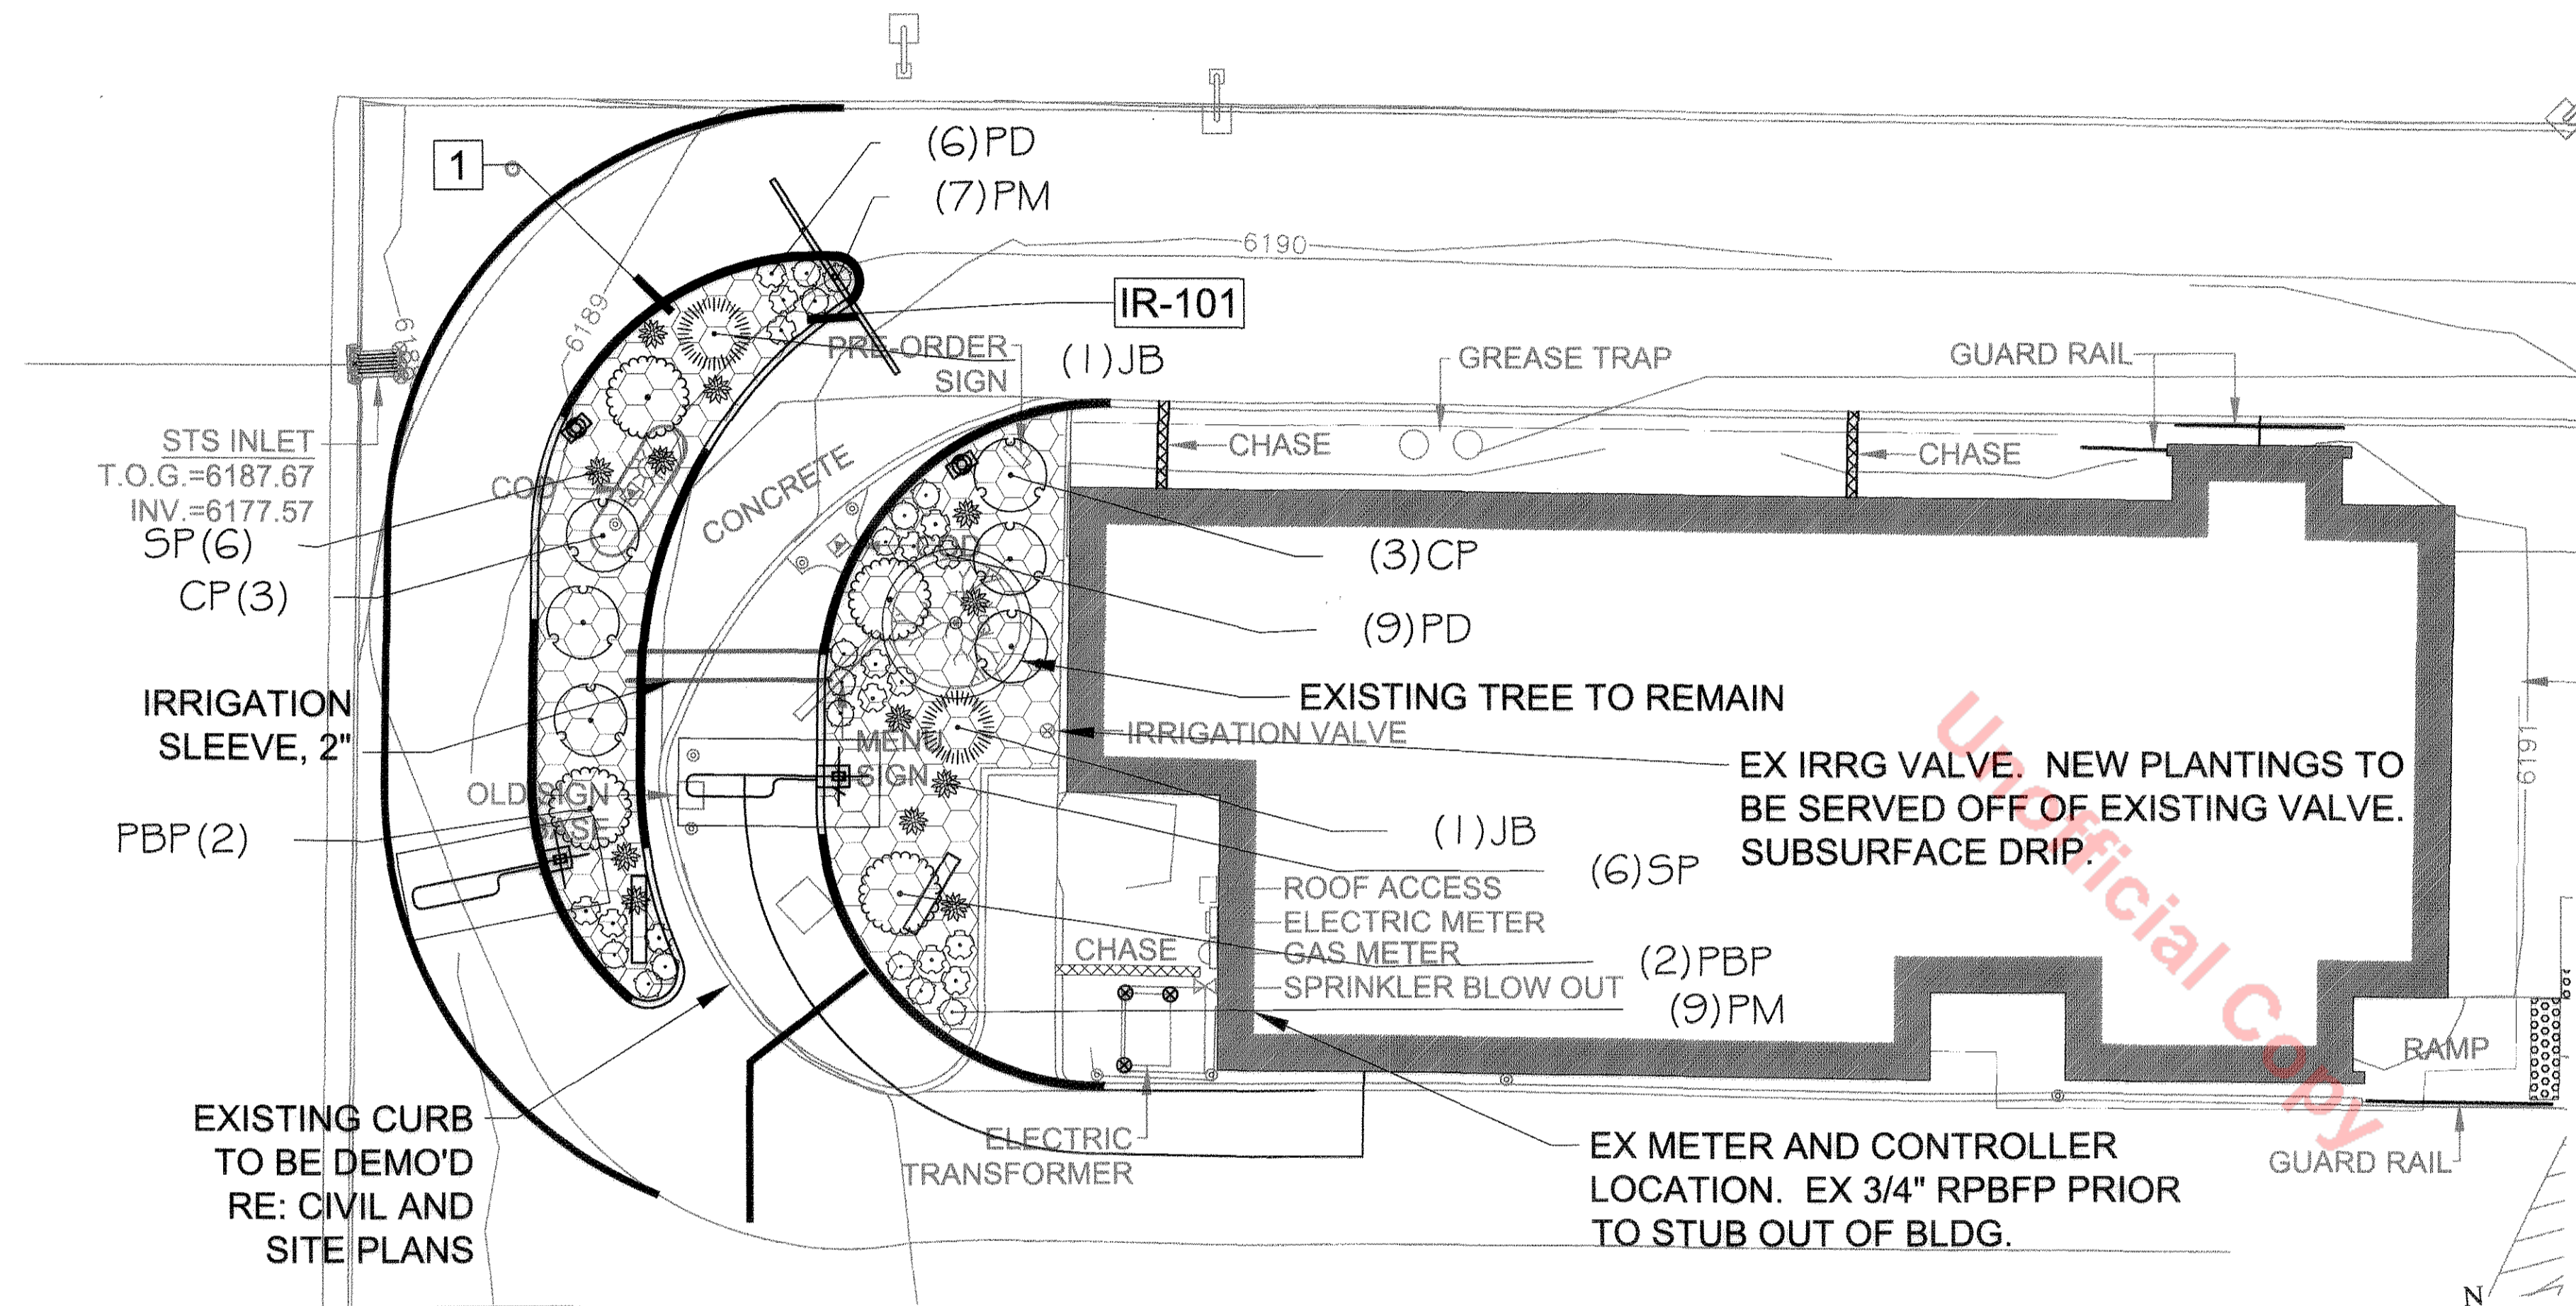 (6)PD
1
(7)PM
6190
IR-101
6189
PRE-ORDER
SIGN
(1)JB
GREASE TRAP
GUARD RAIL
STS INLET
T.O.G.=6187.67
INV.=6177.57
CHASE
CHASE
CONCRETE
SP(6)
CP(3)
(3)CP
(9)PD
IRRIGATION
SLEEVE, 2"
EXISTING TREE TO REMAIN
IRRIGATION VALVE
MENU
SIGN
EX IRRG VALVE. NEW PLANTINGS TO
BE SERVED OFF OF EXISTING VALVE.
SUBSURFACE DRIP.
6191
OLD SIGN
BASE
PBP(2)
(1)JB
(6)SP
ROOF ACCESS
ELECTRIC METER
GAS METER
SPRINKLER BLOW OUT
CHASE
(2)PBP
(9)PM
Unofficial Copy
RAMP
EXISTING CURB
TO BE DEMO'D
RE: CIVIL AND
SITE PLANS
ELECTRIC
TRANSFORMER
EX METER AND CONTROLLER
LOCATION. EX 3/4" RPBFP PRIOR
TO STUB OUT OF BLDG.
GUARD RAIL
N